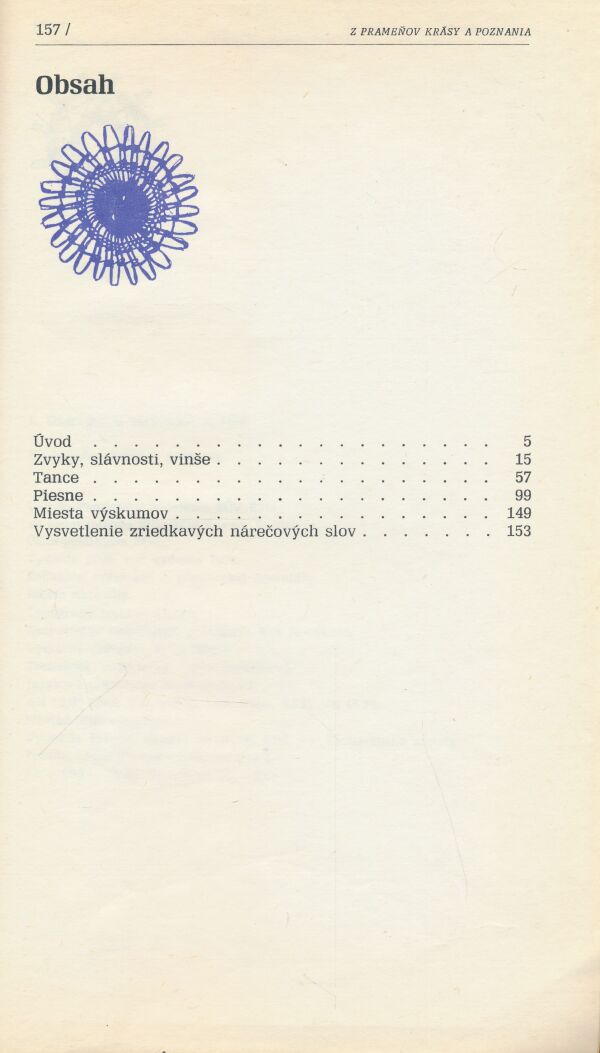 157 / Z PRAMEŇOV KRÁSY A POZNANIA
Obsah
Úvod . . . . . . . . . . . . . . . . . . . . . . 5
Zvyky, slávnosti, vinše . . . . . . . . . . . . . . . 15
Tance . . . . . . . . . . . . . . . . . . . . . . 57
Piesne . . . . . . . . . . . . . . . . . . . . . . 99
Miesta výskumov . . . . . . . . . . . . . . . . . 149
Vysvetlenie zriedkavých nárečových slov . . . . . . . 153